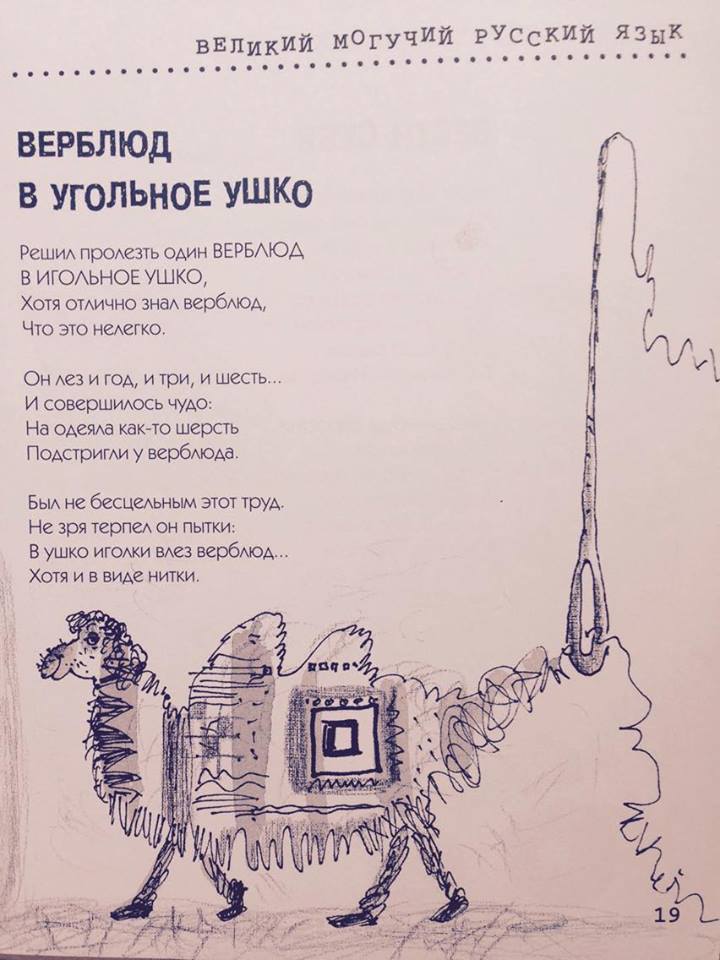 ВЕЛИКИЙ МОГУЧИЙ РУССКИЙ ЯЗЫК
ВЕРБЛЮД
В УГОЛЬНОЕ УШКО
Решил пролезть один ВЕРБЛЮД
В ИГОЛЬНОЕ УШКО,
Хотя отлично знал верблюд,
Что это нелегко.
Он лез и год, и три, и шесть...
И совершилось чудо:
На одеяла как-то шерсть
Подстригли у верблюда.
Был не бесцельным этот труд.
Не зря терпел он пытки:
В ушко иголки влез верблюд...
Хотя и в виде нитки.
19